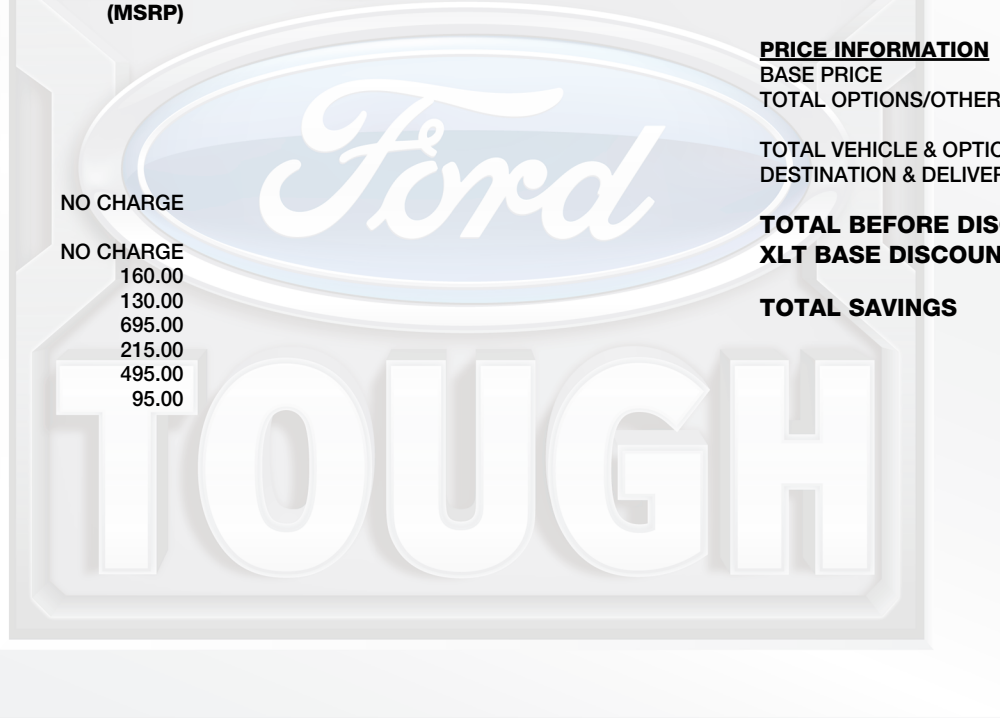 (MSRP)
NO CHARGE
NO CHARGE
160.00
130.00
695.00
215.00
495.00
95.00
PRICE INFORMATION
BASE PRICE
TOTAL OPTIONS/OTHER
TOTAL VEHICLE & OPTIO
DESTINATION & DELIVER
TOTAL BEFORE DISC
XLT BASE DISCOUN
TOTAL SAVINGS
Ford
TOUGH